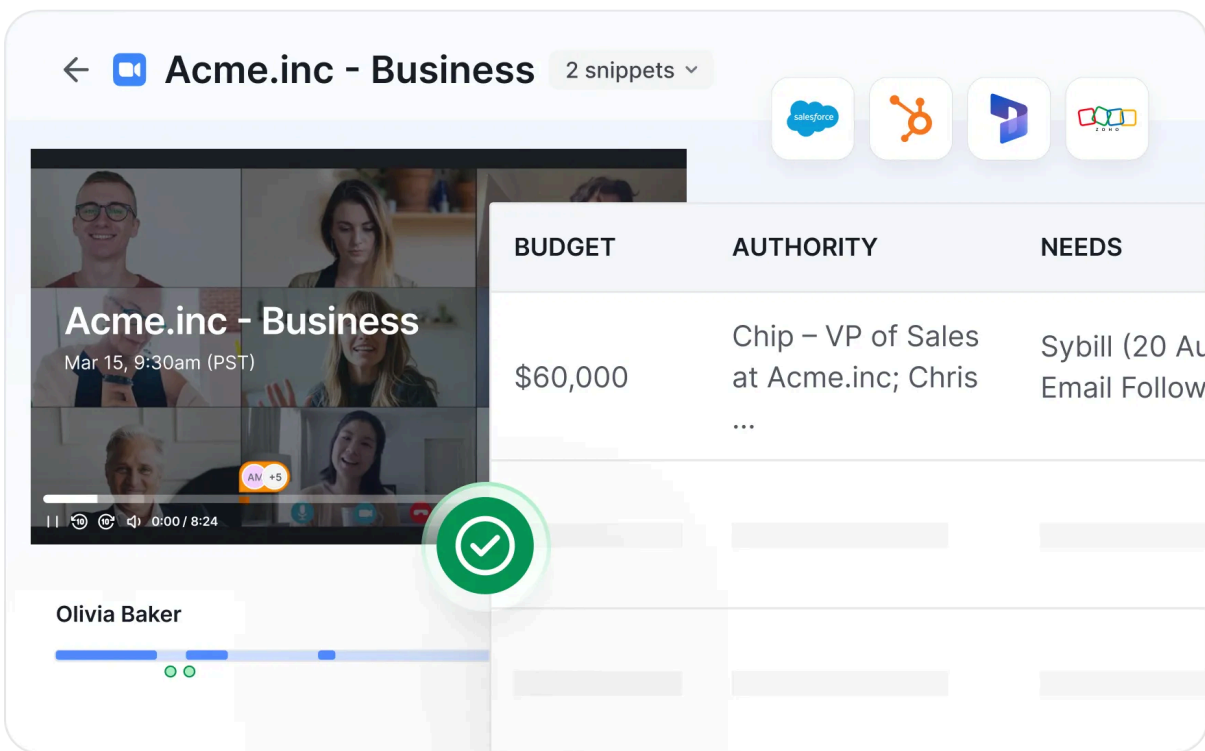 Acme.inc - Business
2 snippets
salesforce
ZOHO
Acme.inc - Business
Mar 15, 9:30am (PST)
AM +5
10 10 0:00 / 8:24
Olivia Baker
BUDGET AUTHORITY NEEDS
$60,000
Chip – VP of Sales
at Acme.inc; Chris
...
Sybill (20 Au
Email Follow